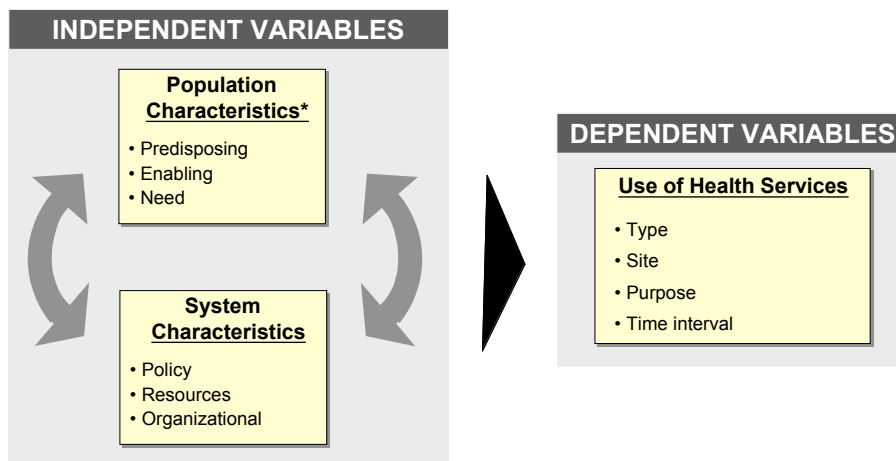 INDEPENDENT VARIABLES
Population
Characteristics*
• Predisposing
• Enabling
• Need
System
Characteristics
• Policy
• Resources
• Organizational
DEPENDENT VARIABLES
Use of Health Services
• Type
• Site
• Purpose
• Time interval